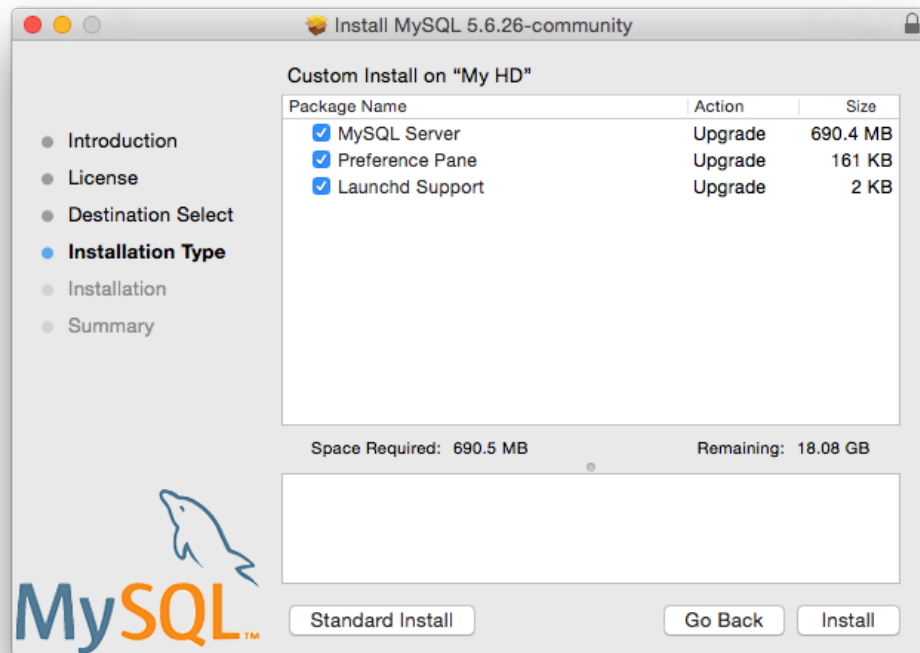 Install MySQL 5.6.26-community
Custom Install on “My HD”
Package Name Action Size
MySQL Server Upgrade 690.4 MB
Preference Pane Upgrade 161 KB
Launchd Support Upgrade 2 KB
Introduction
License
Destination Select
Installation Type
Installation
Summary
Space Required: 690.5 MB Remaining: 18.08 GB
MySQL™
Standard Install Go Back Install